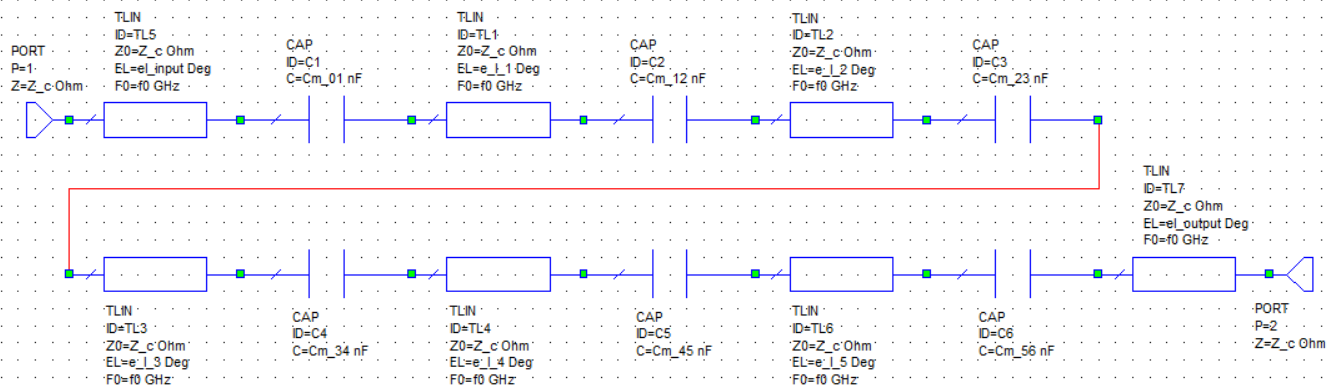 PORT
P=1
Z=Z_c Ohm
TLIN
ID=TL5
Z0=Z_c Ohm
EL=el_input Deg
F0=f0 GHz
CAP
ID=C1
C=Cm_01 nF
TLIN
ID=TL1
Z0=Z_c Ohm
EL=e_l_1 Deg
F0=f0 GHz
CAP
ID=C2
C=Cm_12 nF
TLIN
ID=TL2
Z0=Z_c Ohm
EL=e_l_2 Deg
F0=f0 GHz
CAP
ID=C3
C=Cm_23 nF
TLIN
ID=TL3
Z0=Z_c Ohm
EL=e_l_3 Deg
F0=f0 GHz
CAP
ID=C4
C=Cm_34 nF
TLIN
ID=TL4
Z0=Z_c Ohm
EL=e_l_4 Deg
F0=f0 GHz
CAP
ID=C5
C=Cm_45 nF
TLIN
ID=TL6
Z0=Z_c Ohm
EL=e_l_5 Deg
F0=f0 GHz
CAP
ID=C6
C=Cm_56 nF
TLIN
ID=TL7
Z0=Z_c Ohm
EL=el_output Deg
F0=f0 GHz
PORT
P=2
Z=Z_c Ohm